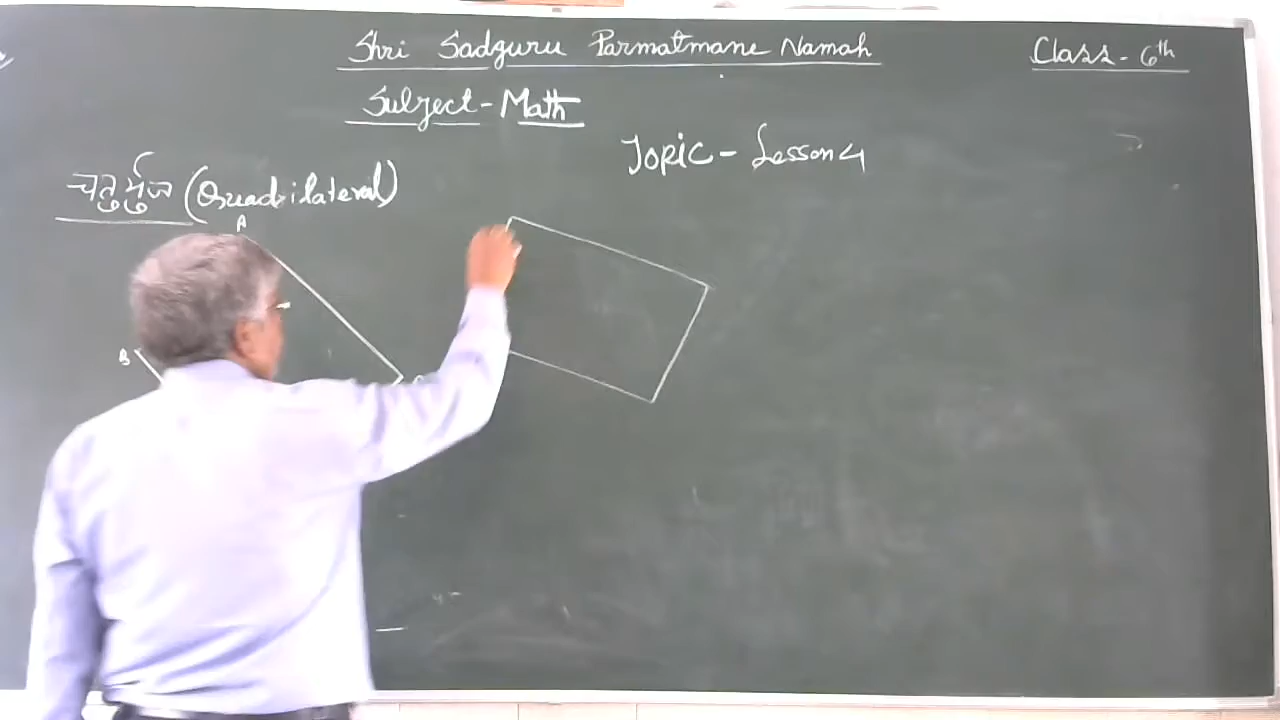 Shri Sadguru Parmatmane Namah
Class - 6th
Subject - Math
Topic - Lesson 4
चतुर्भुज (Quadrilateral)
A
B